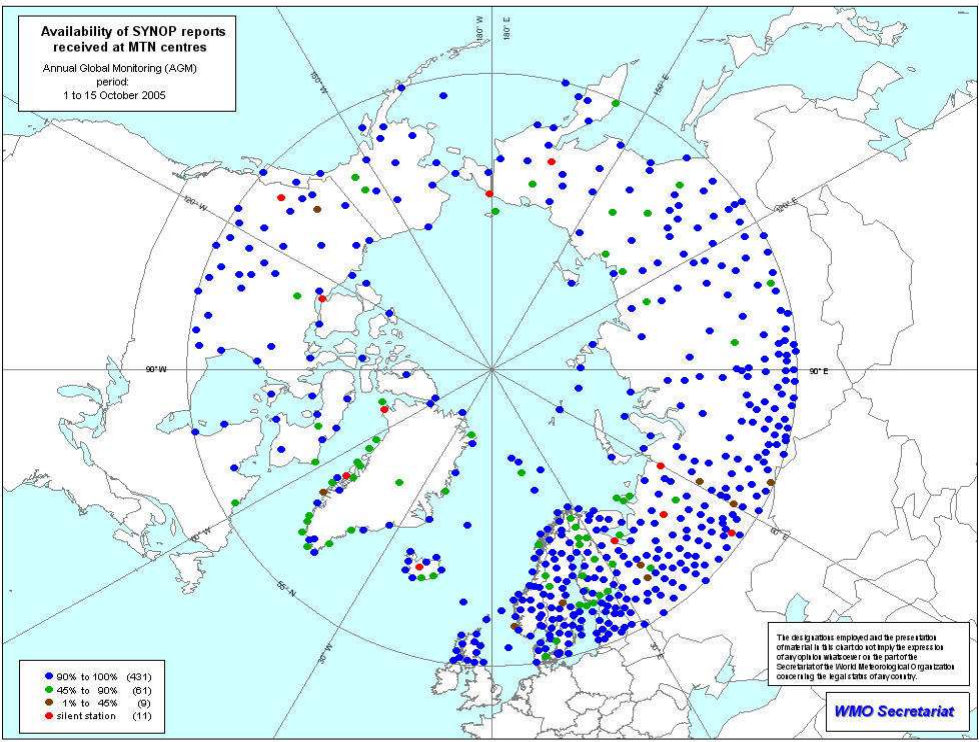 Availability of SYNOP reports
received at MTN centres
Annual Global Monitoring (AGM)
period:
1 to 15 October 2005
180° W
180° E
150° W
150° E
120° W
120° E
90° W
90° E
60° W
60° E
55° N
30° W
30° E
90% to 100% (431)
45% to 90% (61)
1% to 45% (9)
silent station (11)
The designations employed and the presentation
of material in this chart do not imply the expression
of any opinion whatsoever on the part of the
Secretariat of the World Meteorological Organization
concerning the legal status of any country.
WMO Secretariat